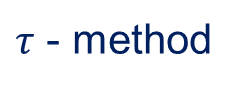 τ - method